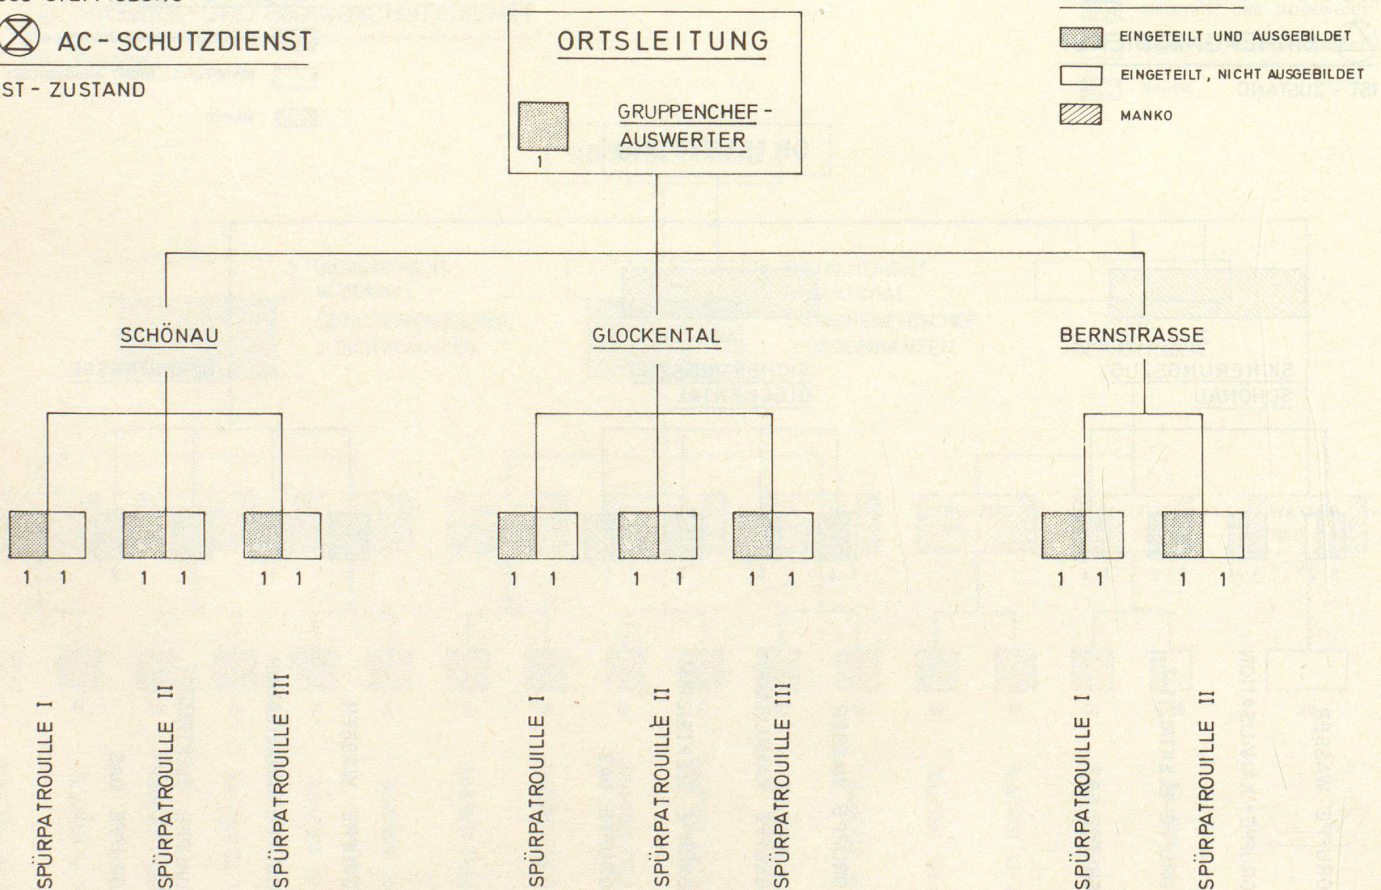 AC - SCHUTZDIENST
IST - ZUSTAND
ORTSLEITUNG
GRUPPENCHEF -
AUSWERTER
1
EINGETEILT UND AUSGEBILDET
EINGETEILT, NICHT AUSGEBILDET
MANKO
SCHÖNAU
GLOCKENTAL
BERNSTRASSE
1 1 1 1 1 1 1 1 1 1 1 1 1 1 1 1
SPÜRPATROUILLE I
SPÜRPATROUILLE II
SPÜRPATROUILLE III
SPÜRPATROUILLE I
SPÜRPATROUILLE II
SPÜRPATROUILLE III
SPÜRPATROUILLE I
SPÜRPATROUILLE II